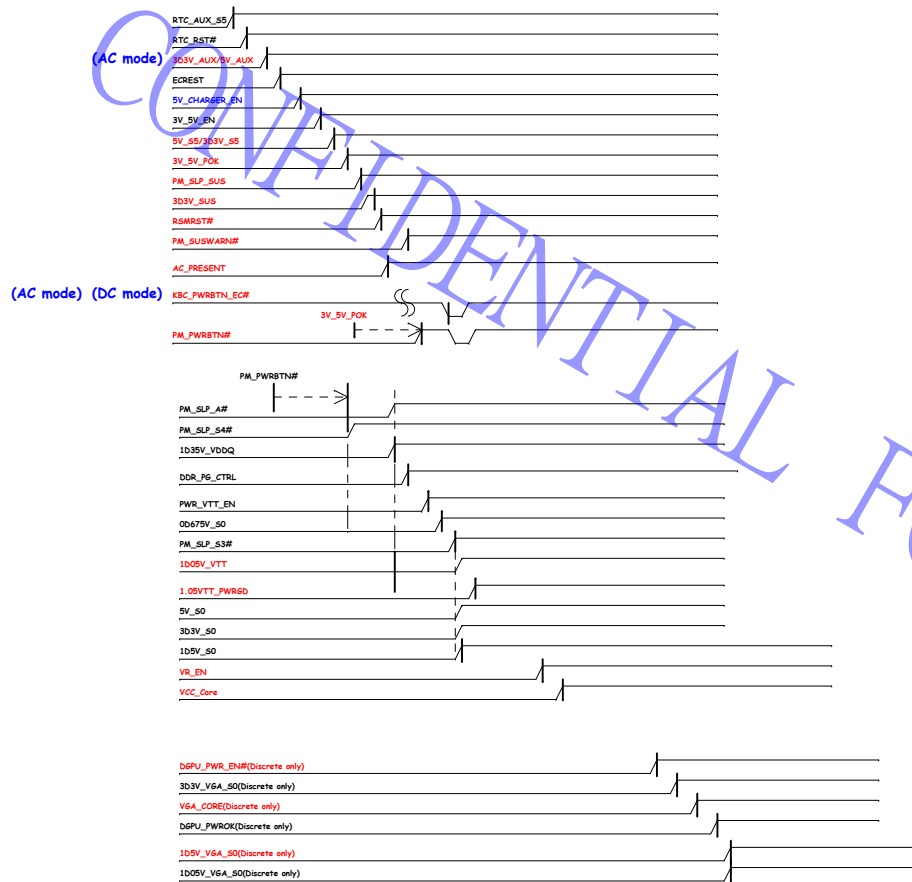 RTC_AUX_S5
RTC_RST#
(AC mode) 3D3V_AUX/5V_AUX
ECREST
5V_CHARGER_EN
3V_5V_EN
5V_S5/3D3V_S5
3V_5V_POK
PM_SLP_SUS
3D3V_SUS
RSMRST#
PM_SUSWARN#
AC_PRESENT
(AC mode) (DC mode) KBC_PWRBTN_EC#
3V_5V_POK
PM_PWRBTN#
PM_PWRBTN#
PM_SLP_A#
PM_SLP_S4#
1D35V_VDDQ
DDR_PG_CTRL
PWR_VTT_EN
0D675V_S0
PM_SLP_S3#
1D05V_VTT
1.05VTT_PWRGD
5V_S0
3D3V_S0
1D5V_S0
VR_EN
VCC_Core
DGPU_PWR_EN#(Discrete only)
3D3V_VGA_S0(Discrete only)
VGA_CORE(Discrete only)
DGPU_PWROK(Discrete only)
1D5V_VGA_S0(Discrete only)
1D05V_VGA_S0(Discrete only)
CONFIDENTIAL